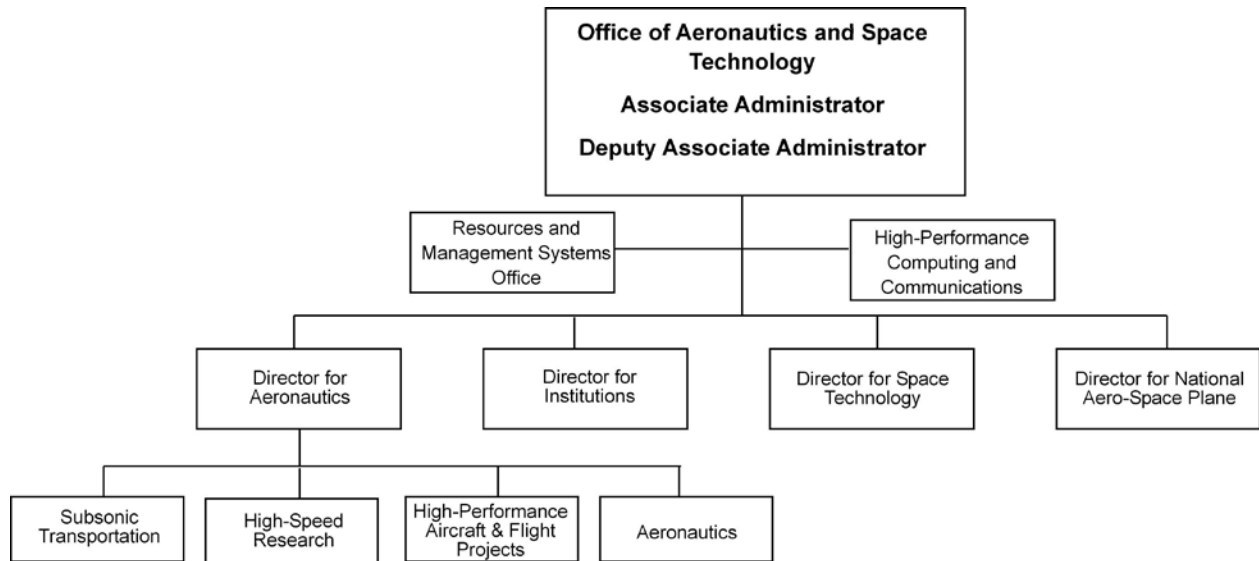 Office of Aeronautics and Space
Technology
Associate Administrator
Deputy Associate Administrator
Resources and
Management Systems
Office
High-Performance
Computing and
Communications
Director for
Aeronautics
Director for
Institutions
Director for Space
Technology
Director for National
Aero-Space Plane
Subsonic
Transportation
High-Speed
Research
High-Performance
Aircraft & Flight
Projects
Aeronautics